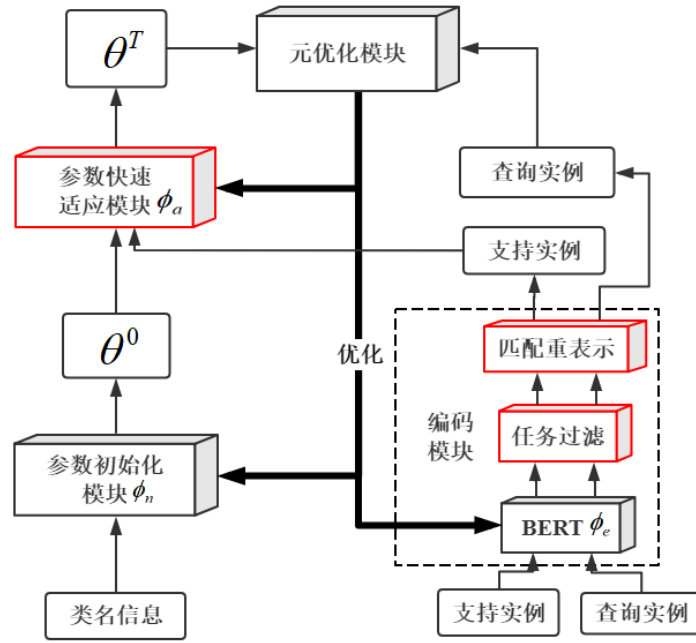 θ^T
元优化模块
参数快速
适应模块 ϕ_a
查询实例
支持实例
θ^0
优化
匹配重表示
编码
模块
任务过滤
参数初始化
模块 ϕ_n
BERT ϕ_e
类名信息
支持实例
查询实例